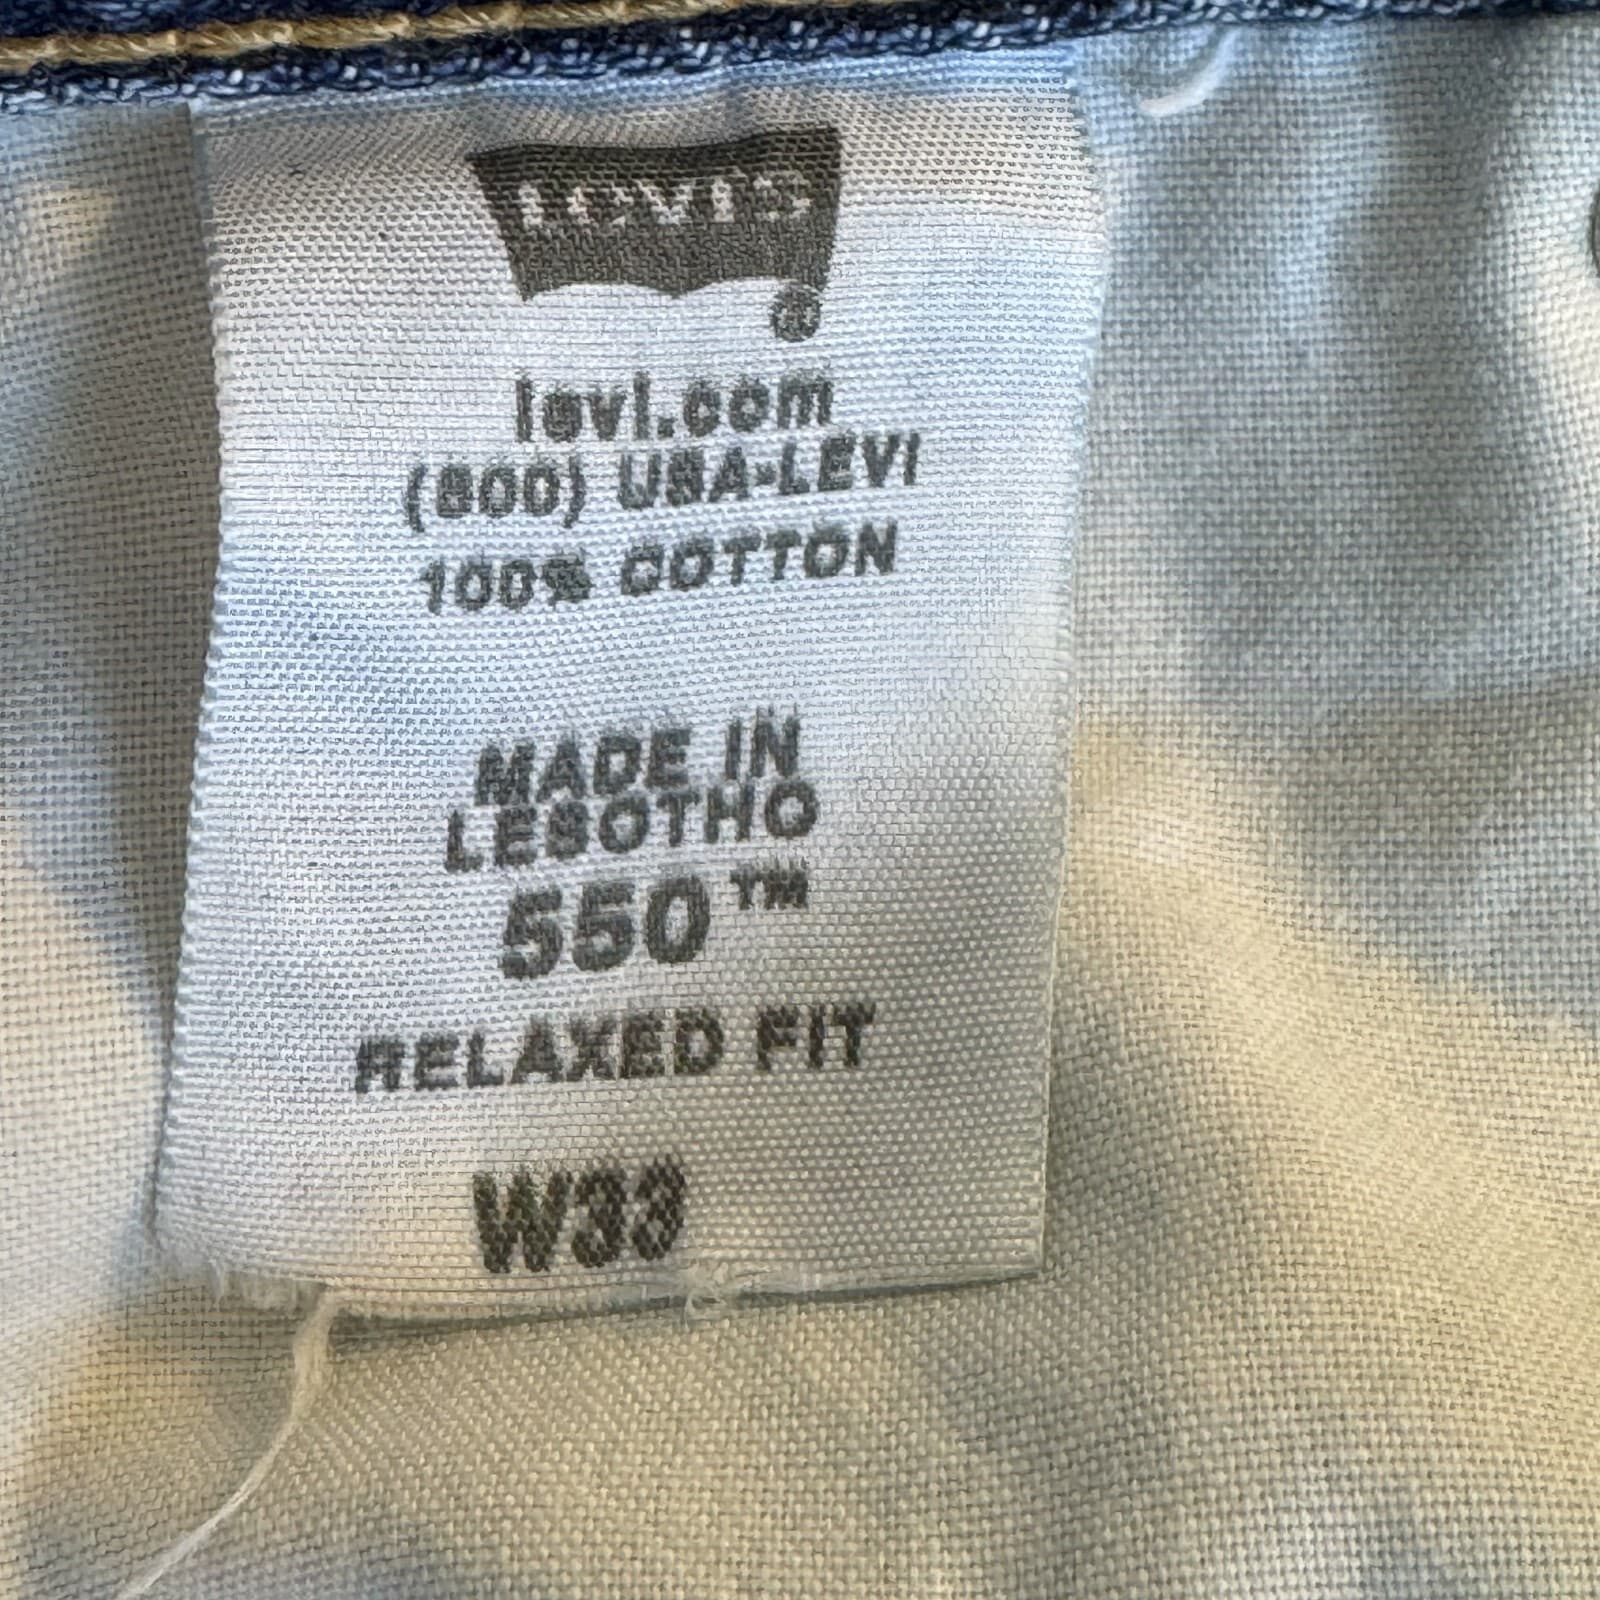 LEVI'S
®
levi.com
(800) USA-LEVI
100% COTTON
MADE IN
LESOTHO
550™
RELAXED FIT
W33